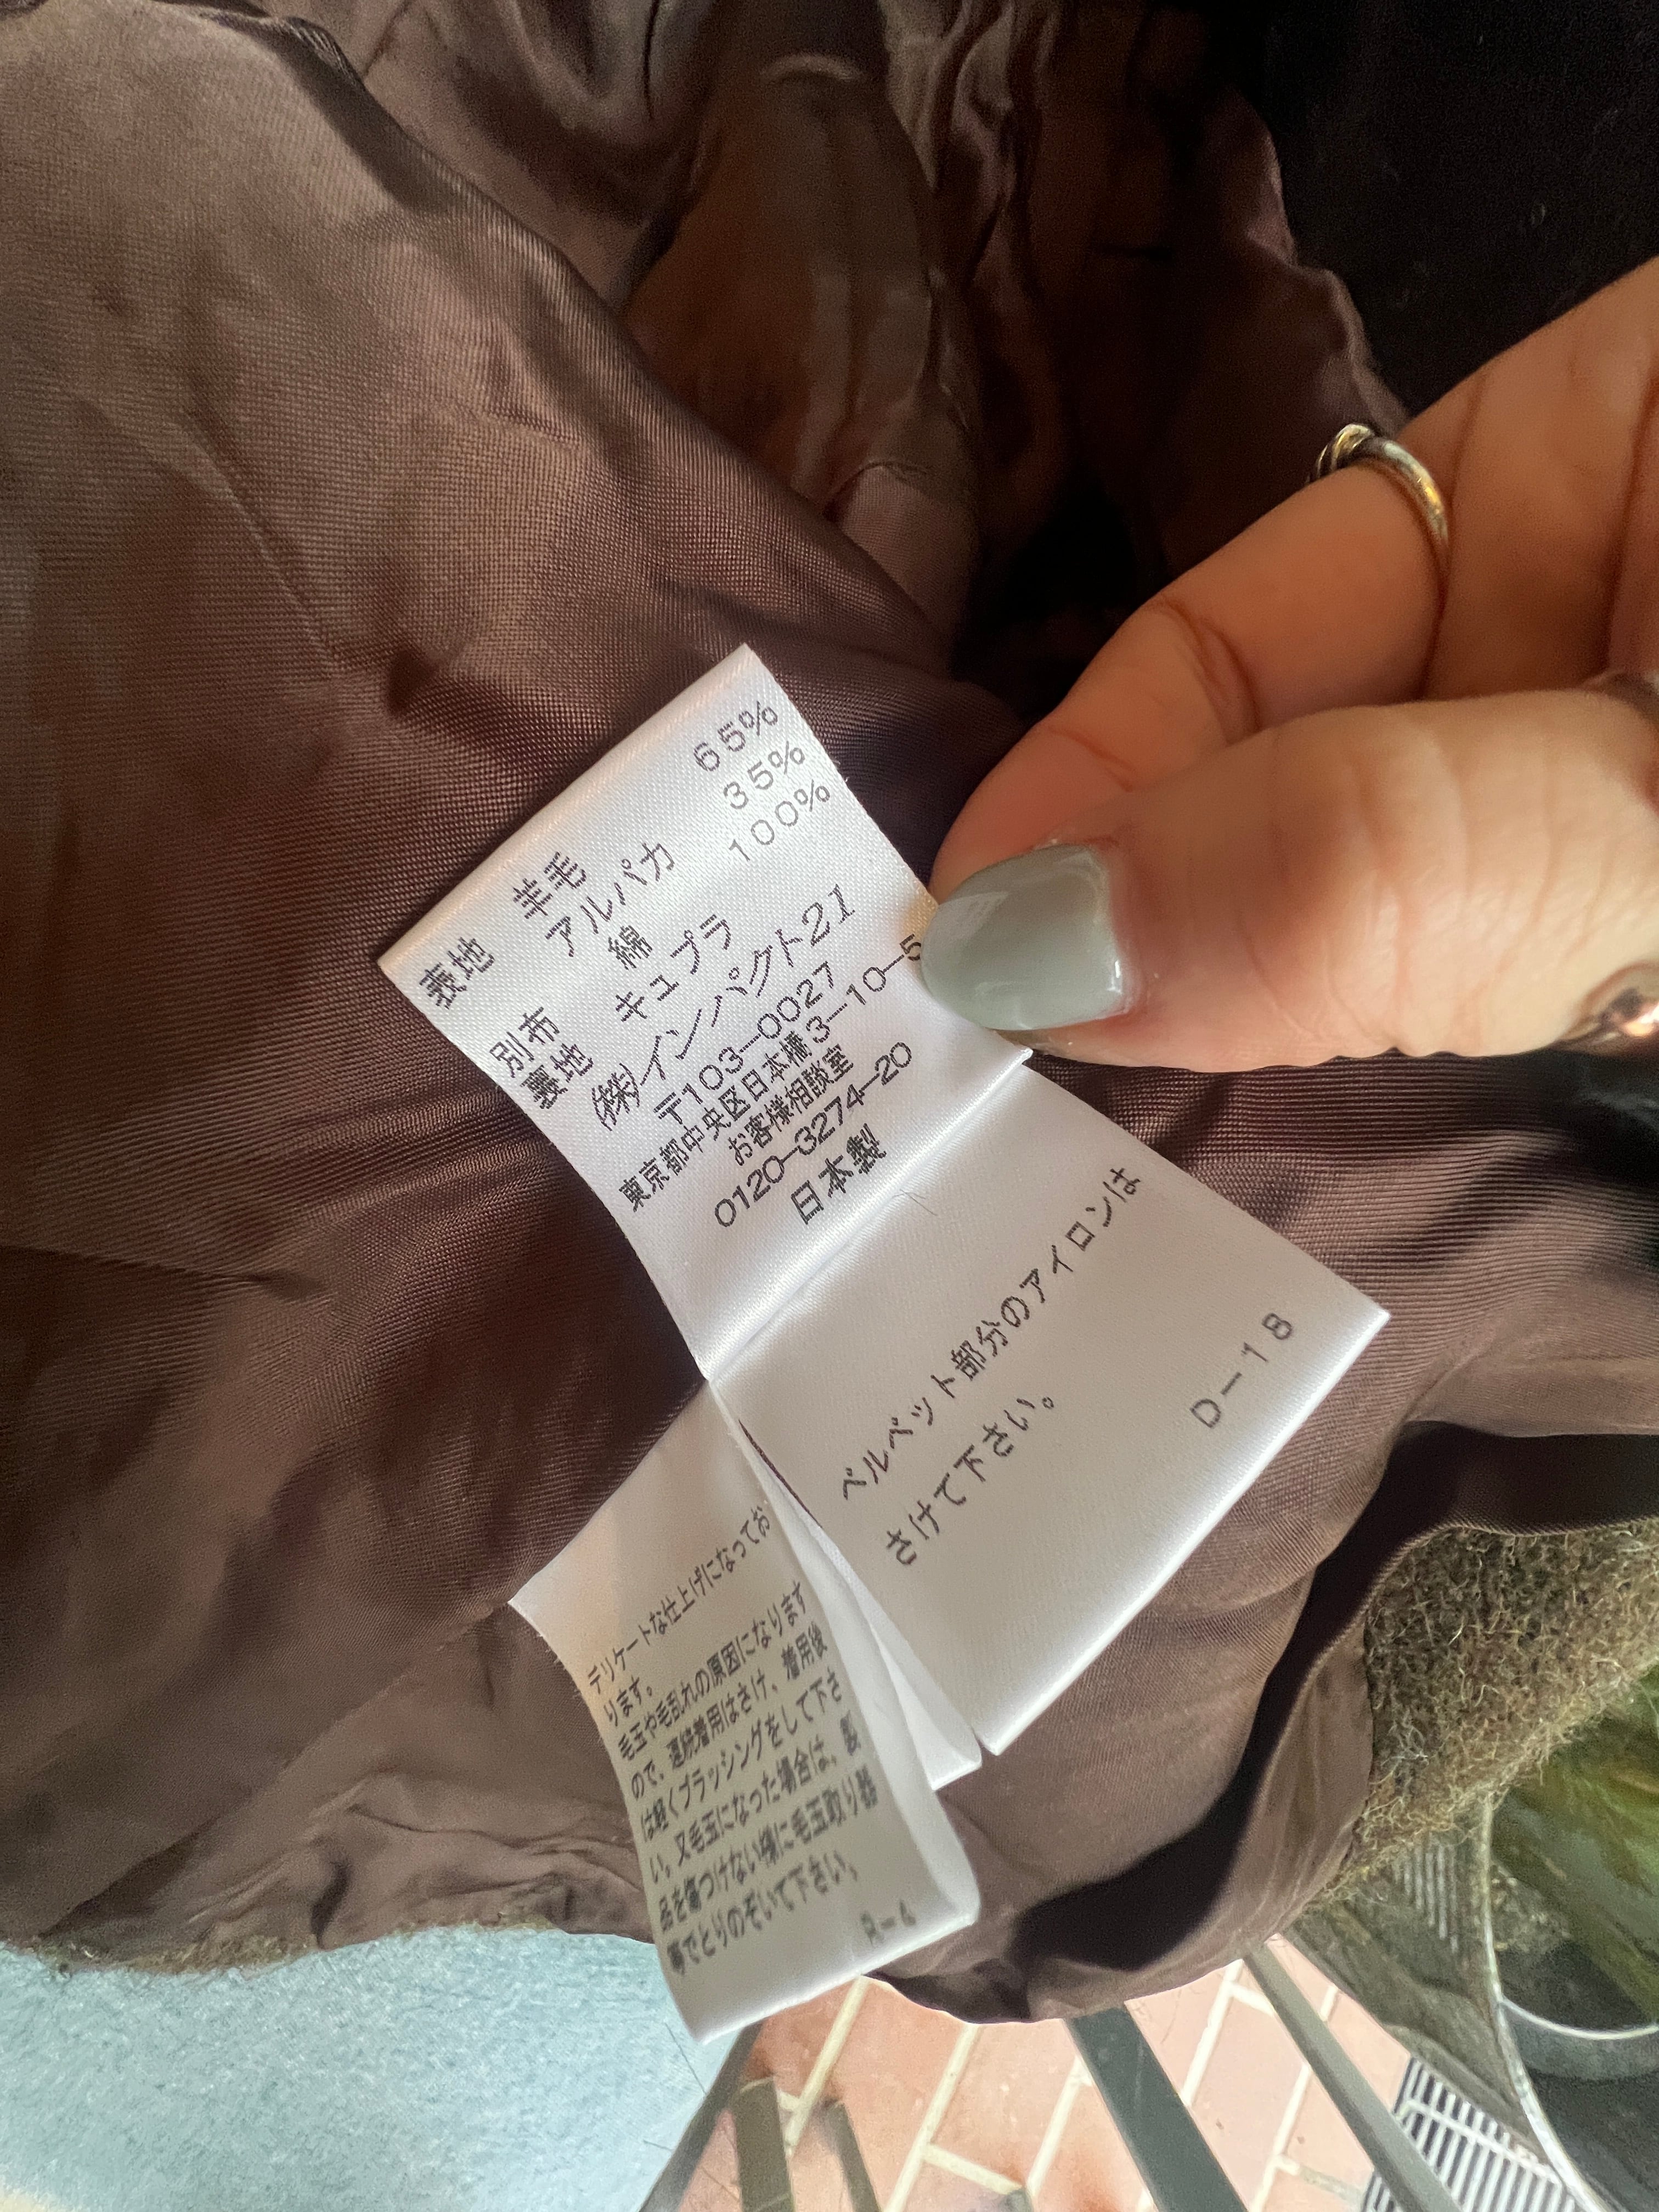 表地 羊毛 65%
アルパカ 35%
別布 綿 100%
裏地 キュプラ
㈱インパクト21
〒103—0027
東京都中央区日本橋3—10—5
お客様相談室
0120—3274—20
日本製
ベルベット部分のアイロンは
さけて下さい。
D—18
デリケートな仕上げになってお
ります。
毛玉や毛乱れの原因になります
ので、連続着用はさけ、着用後
は軽くブラッシングをして下さ
い。又毛玉になった場合は、製
品を傷つけない様に毛玉取り器
等でとりのぞいて下さい。